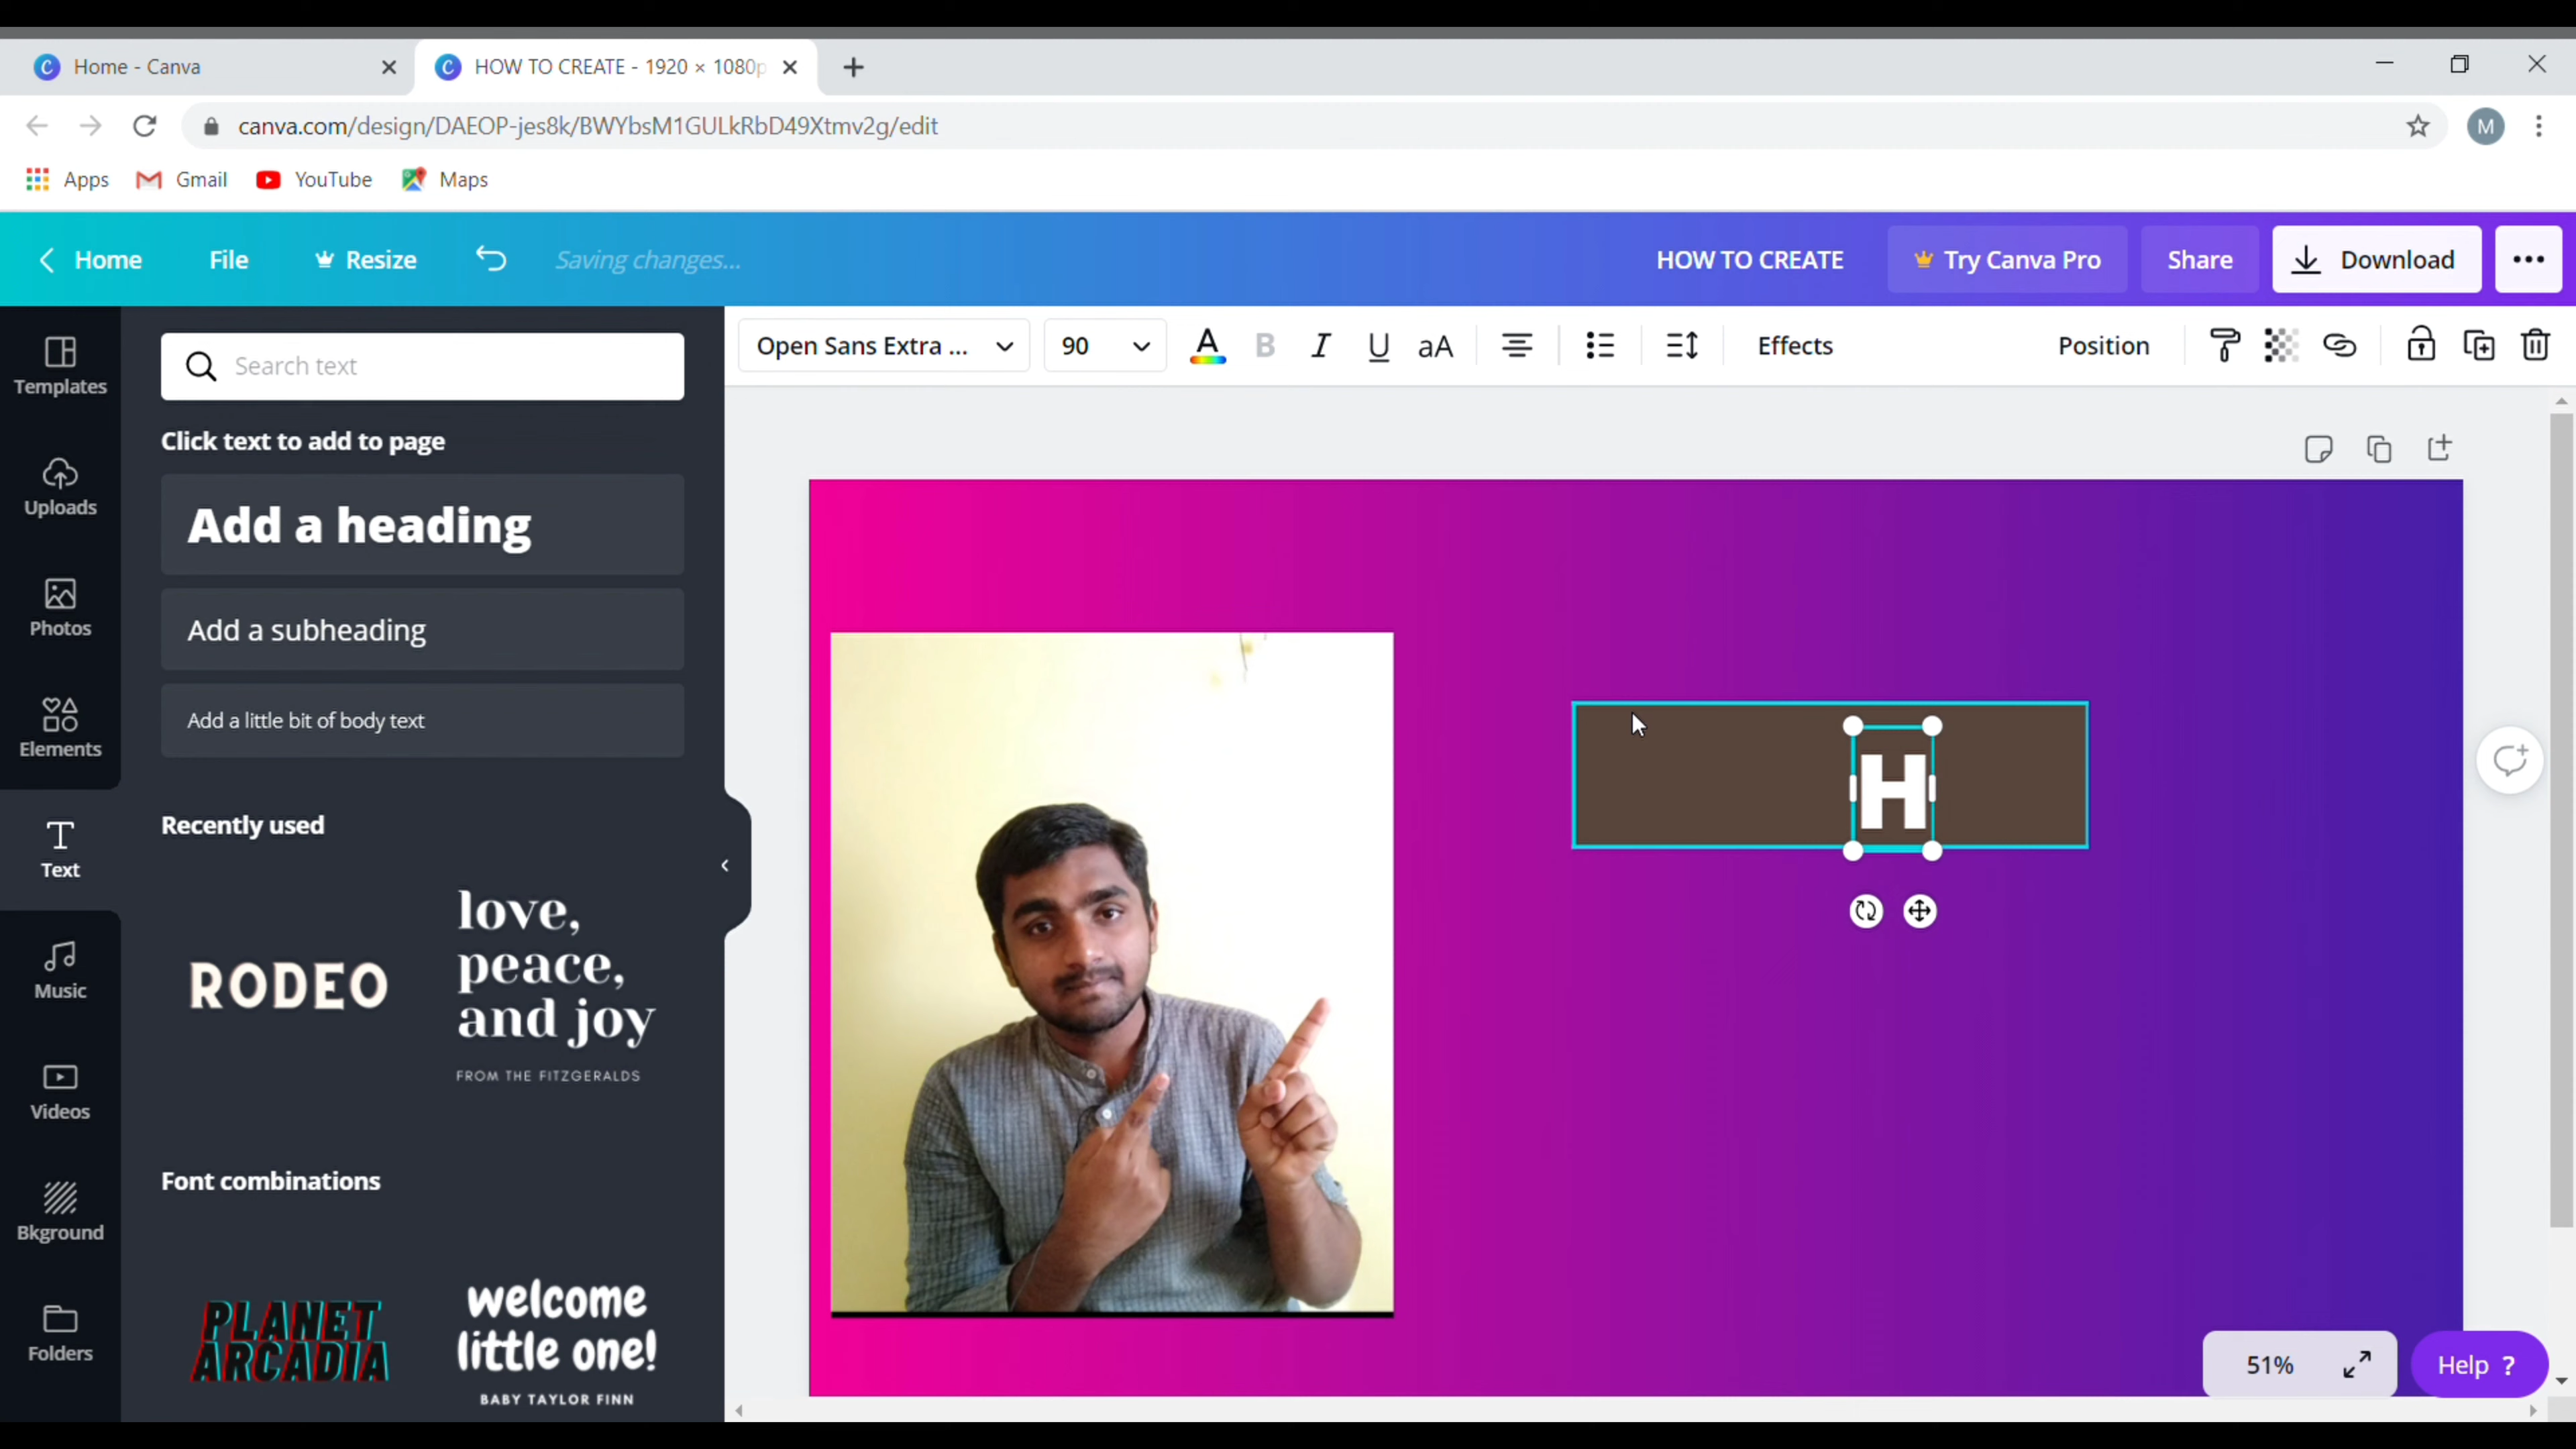 Home - Canva
HOW TO CREATE - 1920 × 1080p
canva.com/design/DAEOP-jes8k/BWYbsM1GULkRbD49Xtmv2g/edit
M
Apps
Gmail
YouTube
Maps
Home
File
Resize
Saving changes...
HOW TO CREATE
Try Canva Pro
Share
Download
Open Sans Extra ...
90
A
B
I
U
aA
Effects
Position
Templates
Uploads
Photos
Elements
Text
Music
Videos
Bkground
Folders
Search text
Click text to add to page
Add a heading
Add a subheading
Add a little bit of body text
Recently used
RODEO
love,
peace,
and joy
FROM THE FITZGERALDS
Font combinations
PLANET
ARCADIA
welcome
little one!
BABY TAYLOR FINN
H
51%
Help ?